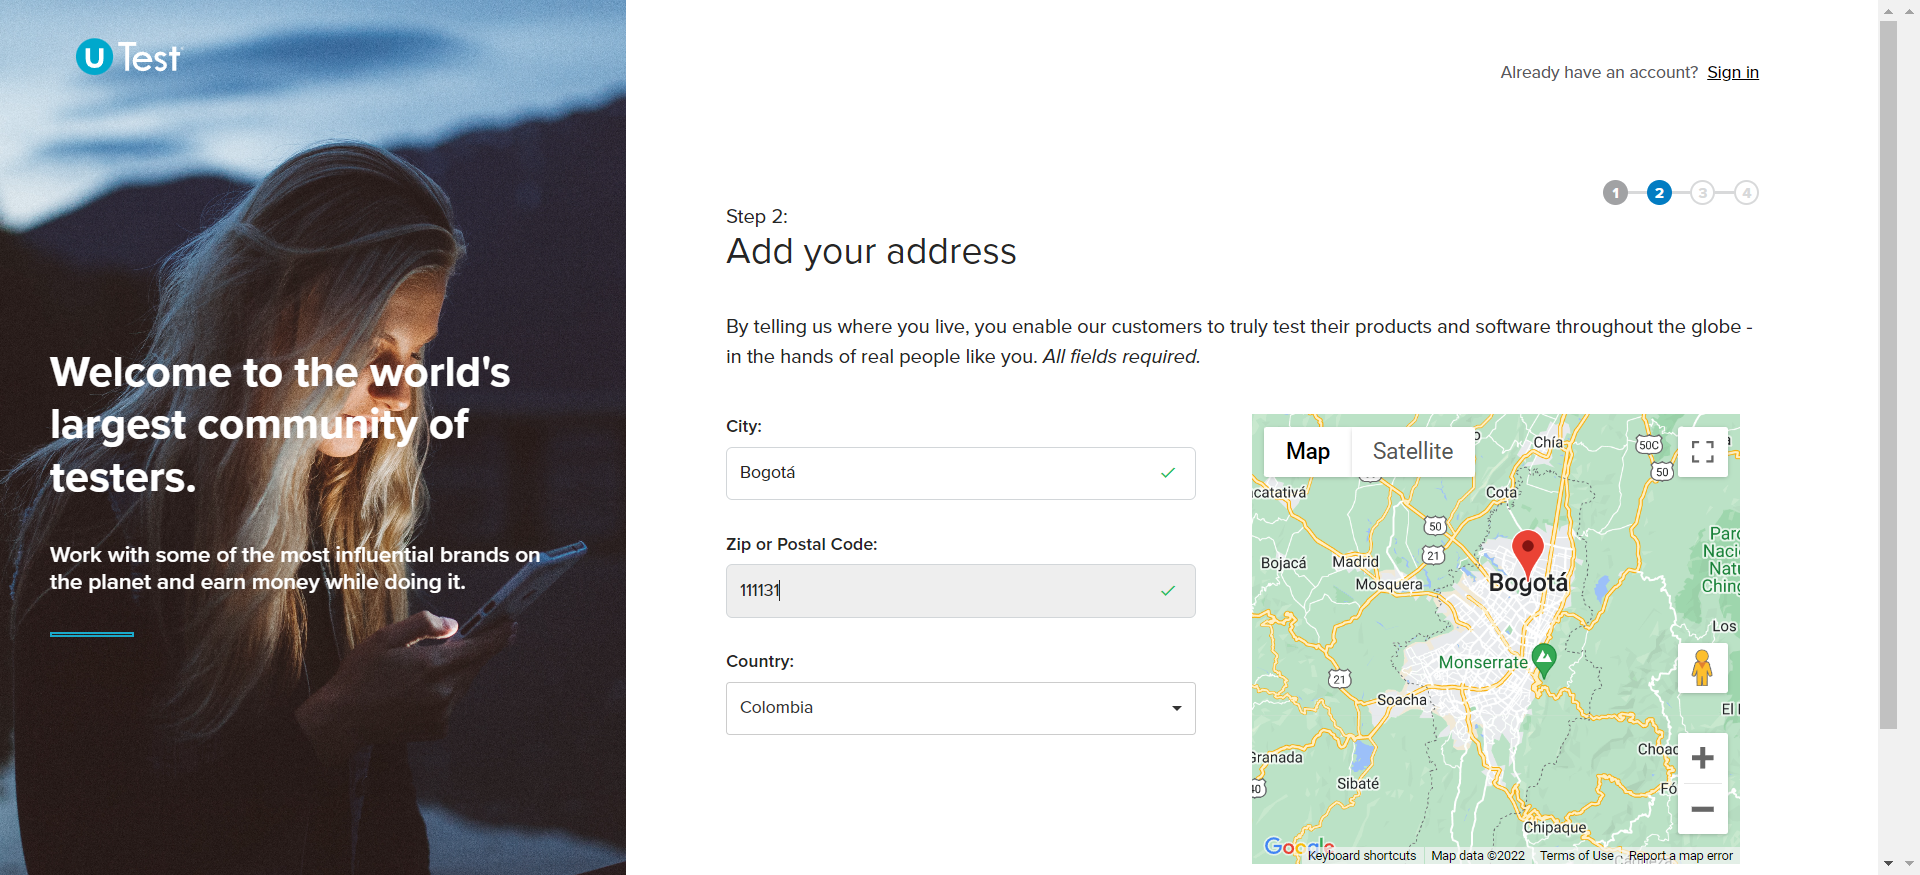 U Test
Welcome to the world's
largest community of
testers.
Work with some of the most influential brands on
the planet and earn money while doing it.
Already have an account? Sign in
1 2 3 4
Step 2:
Add your address
By telling us where you live, you enable our customers to truly test their products and software throughout the globe -
in the hands of real people like you. All fields required.
City:
Bogotá
Zip or Postal Code:
111131
Country:
Colombia
Map Satellite
Chía
50C
50
catativá
Cota
50
21
Bojacá
Madrid
Mosquera
Bogotá
Parc
Naci
Natu
Ching
Los
Monserrate
21
Soacha
El
Choac
Granada
Sibaté
40
Fó
Chipaque
Google
Keyboard shortcuts Map data ©2022 Terms of Use Report a map error